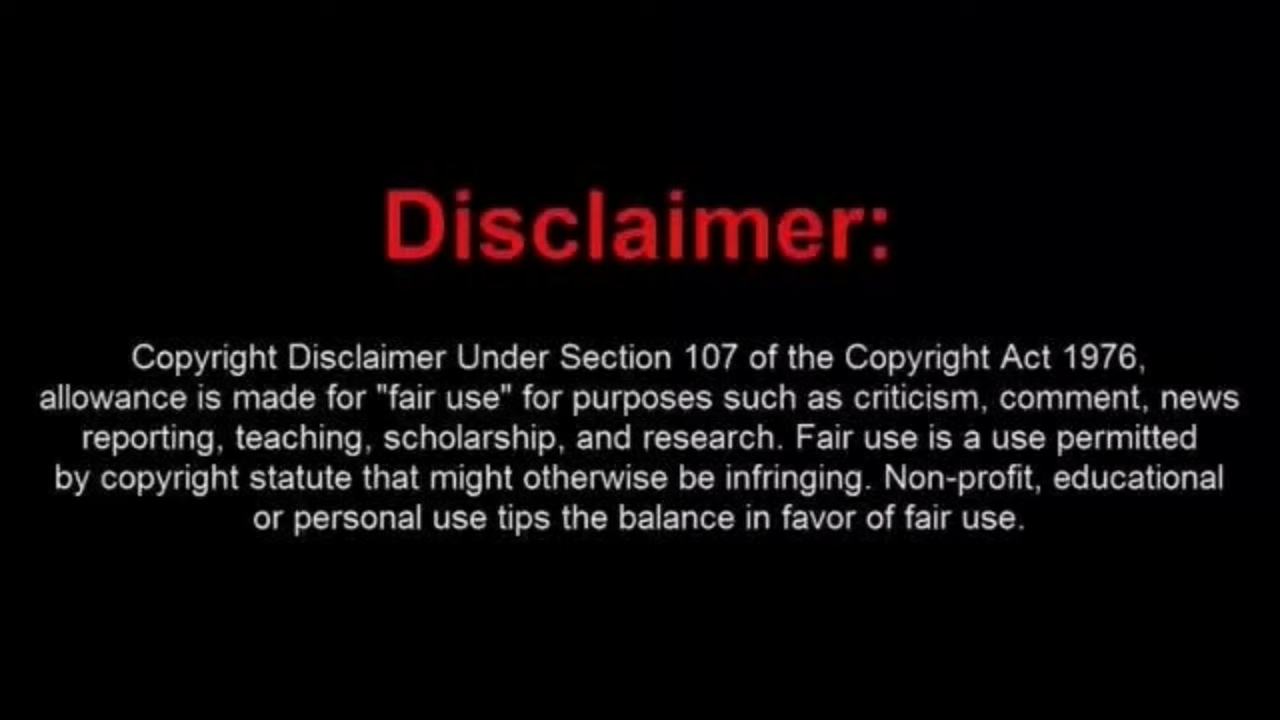 Disclaimer:
Copyright Disclaimer Under Section 107 of the Copyright Act 1976,
allowance is made for "fair use" for purposes such as criticism, comment, news
reporting, teaching, scholarship, and research. Fair use is a use permitted
by copyright statute that might otherwise be infringing. Non-profit, educational
or personal use tips the balance in favor of fair use.